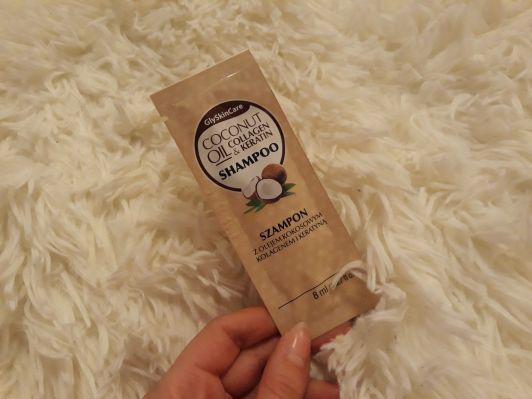 GlySkinCare
COCONUT
OIL COLLAGEN
& KERATIN
SHAMPOO
SZAMPON
Z OLEJEM KOKOSOWYM,
KOLAGENEM I KERATYNĄ
8 ml